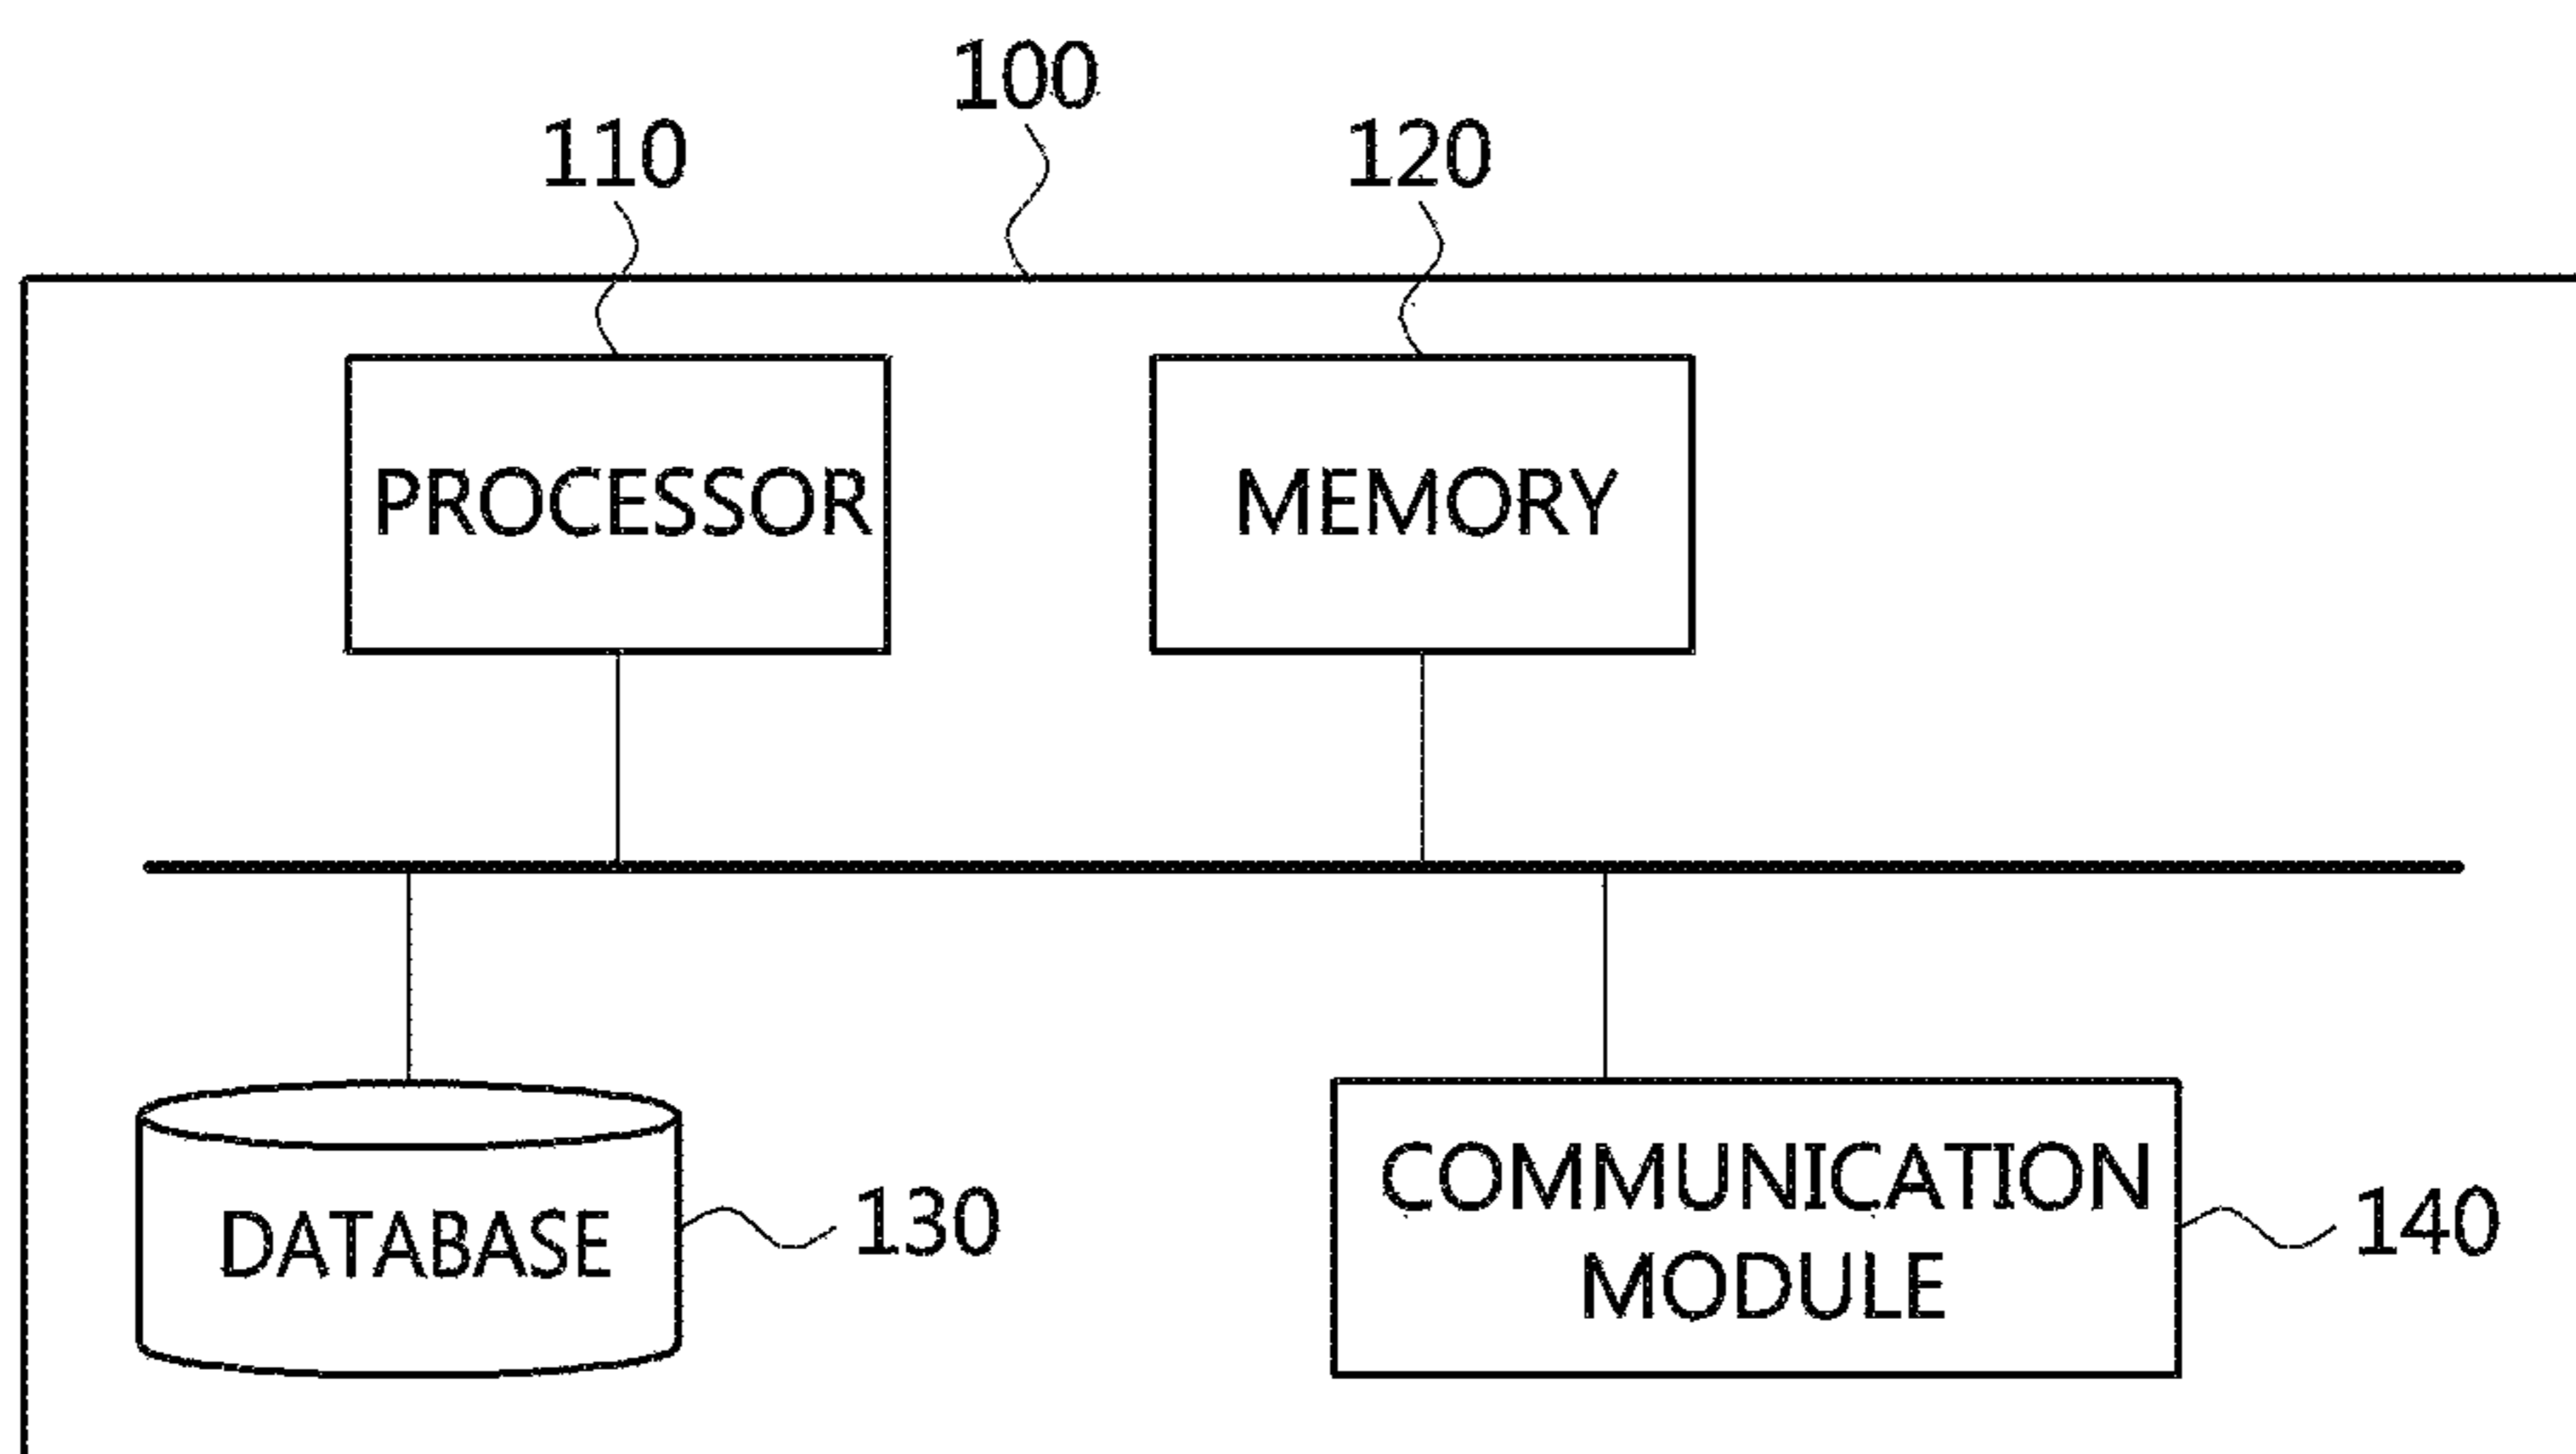 100
110
120
PROCESSOR
MEMORY
DATABASE
130
COMMUNICATION
MODULE
140